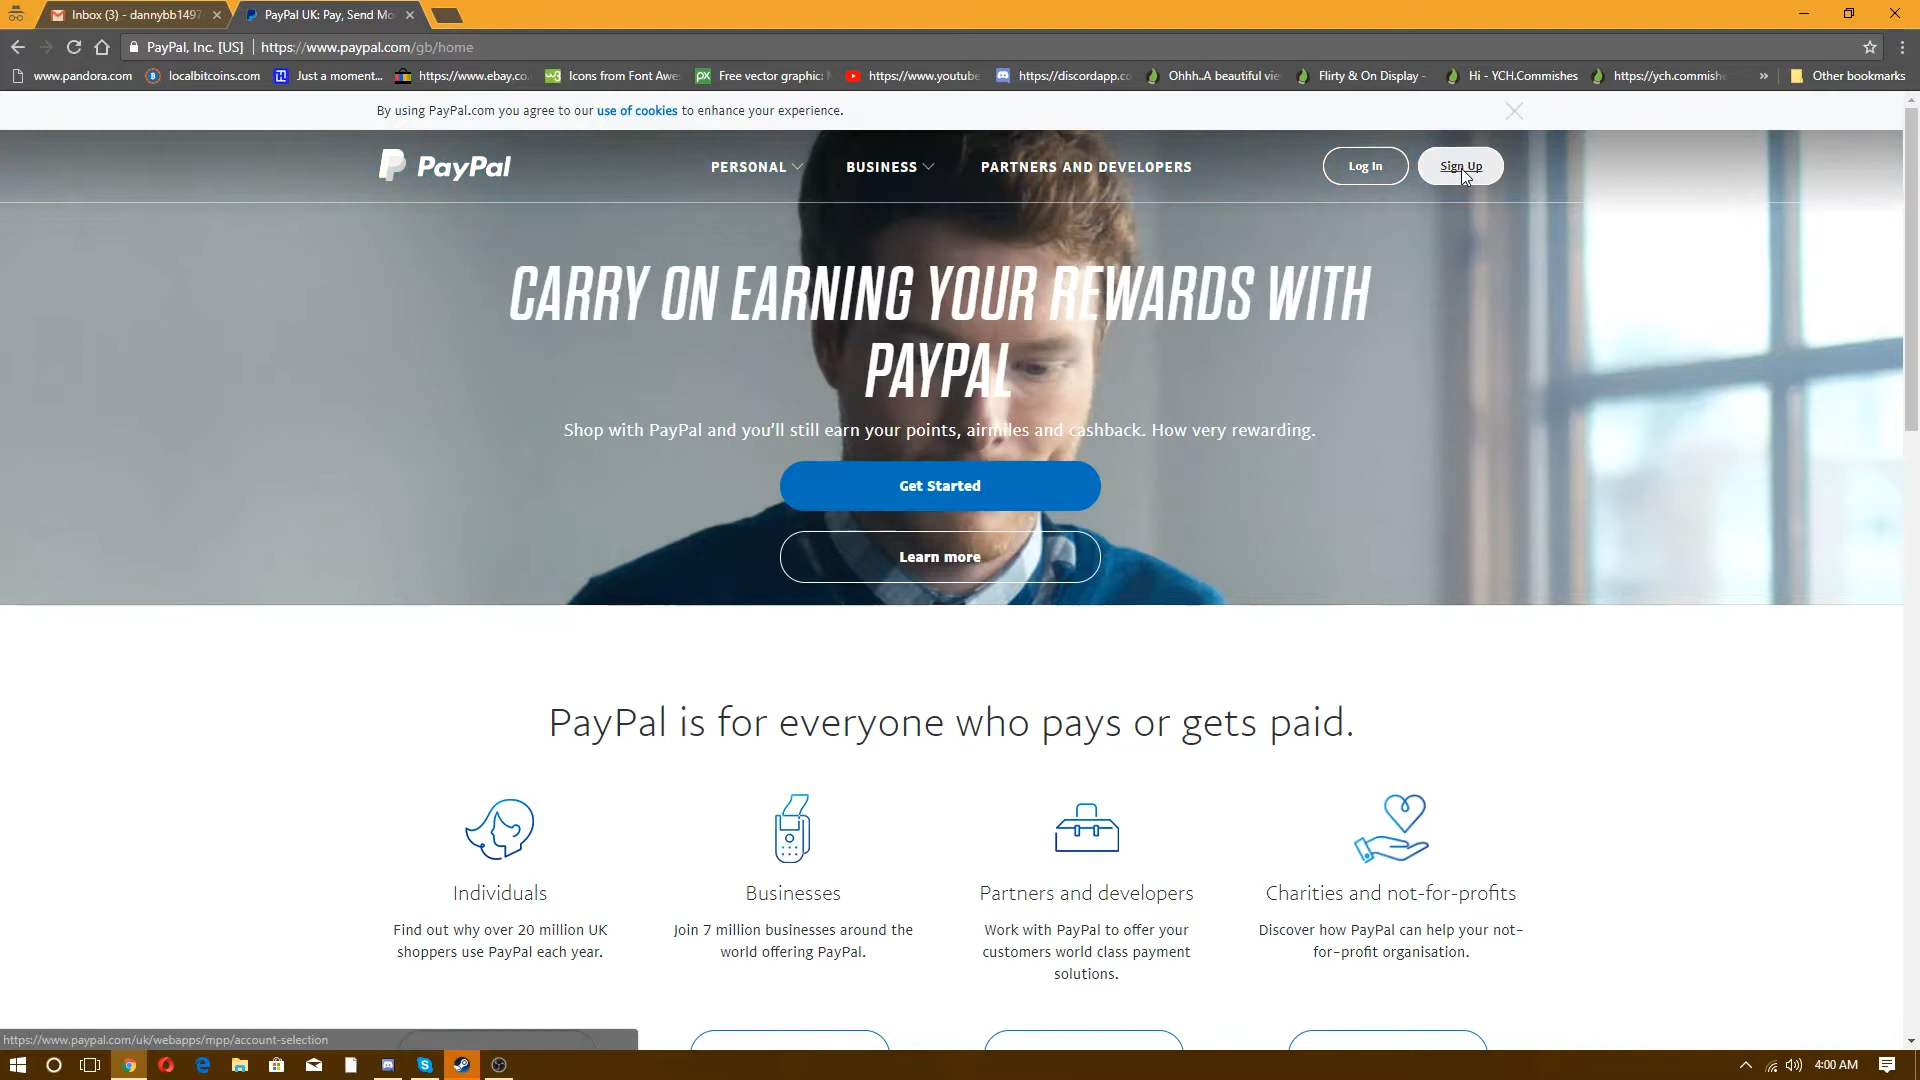 Inbox (3) - dannybb1497
PayPal UK: Pay, Send Mo
PayPal, Inc. [US]
https://www.paypal.com/gb/home
www.pandora.com
localbitcoins.com
Just a moment...
https://www.ebay.co.
Icons from Font Awe
Free vector graphic: M
https://www.youtube
https://discordapp.co
Ohhh..A beautiful vie
Flirty & On Display -
Hi - YCH.Commishes
https://ych.commishe
»
Other bookmarks
By using PayPal.com you agree to our use of cookies to enhance your experience.
PayPal
PERSONAL
BUSINESS
PARTNERS AND DEVELOPERS
Log In
Sign Up
CARRY ON EARNING YOUR REWARDS WITH
PAYPAL
Shop with PayPal and you'll still earn your points, airmiles and cashback. How very rewarding.
Get Started
Learn more
PayPal is for everyone who pays or gets paid.
Individuals
Find out why over 20 million UK
shoppers use PayPal each year.
Businesses
Join 7 million businesses around the
world offering PayPal.
Partners and developers
Work with PayPal to offer your
customers world class payment
solutions.
Charities and not-for-profits
Discover how PayPal can help your not-
for-profit organisation.
https://www.paypal.com/uk/webapps/mpp/account-selection
4:00 AM